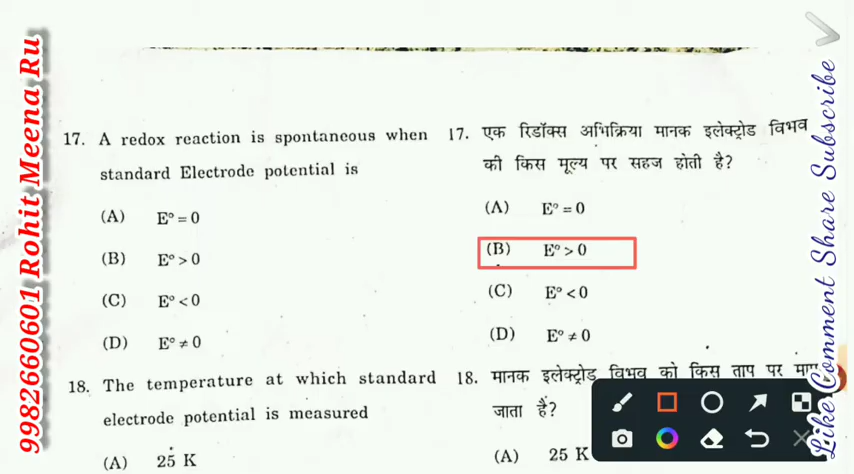 9982660601 Rohit Meena Ru
17. A redox reaction is spontaneous when
standard Electrode potential is
(A) E° = 0
(B) E° > 0
(C) E° < 0
(D) E° ≠ 0
18. The temperature at which standard
electrode potential is measured
(A) 25 K
17. एक रिडॉक्स अभिक्रिया मानक इलेक्ट्रोड विभव
की किस मूल्य पर सहज होती है?
(A) E° = 0
(B) E° > 0
(C) E° < 0
(D) E° ≠ 0
18. मानक इलेक्ट्रोड विभव को किस ताप पर
जाता है?
(A) 25 K
Like Comment Share Subscribe